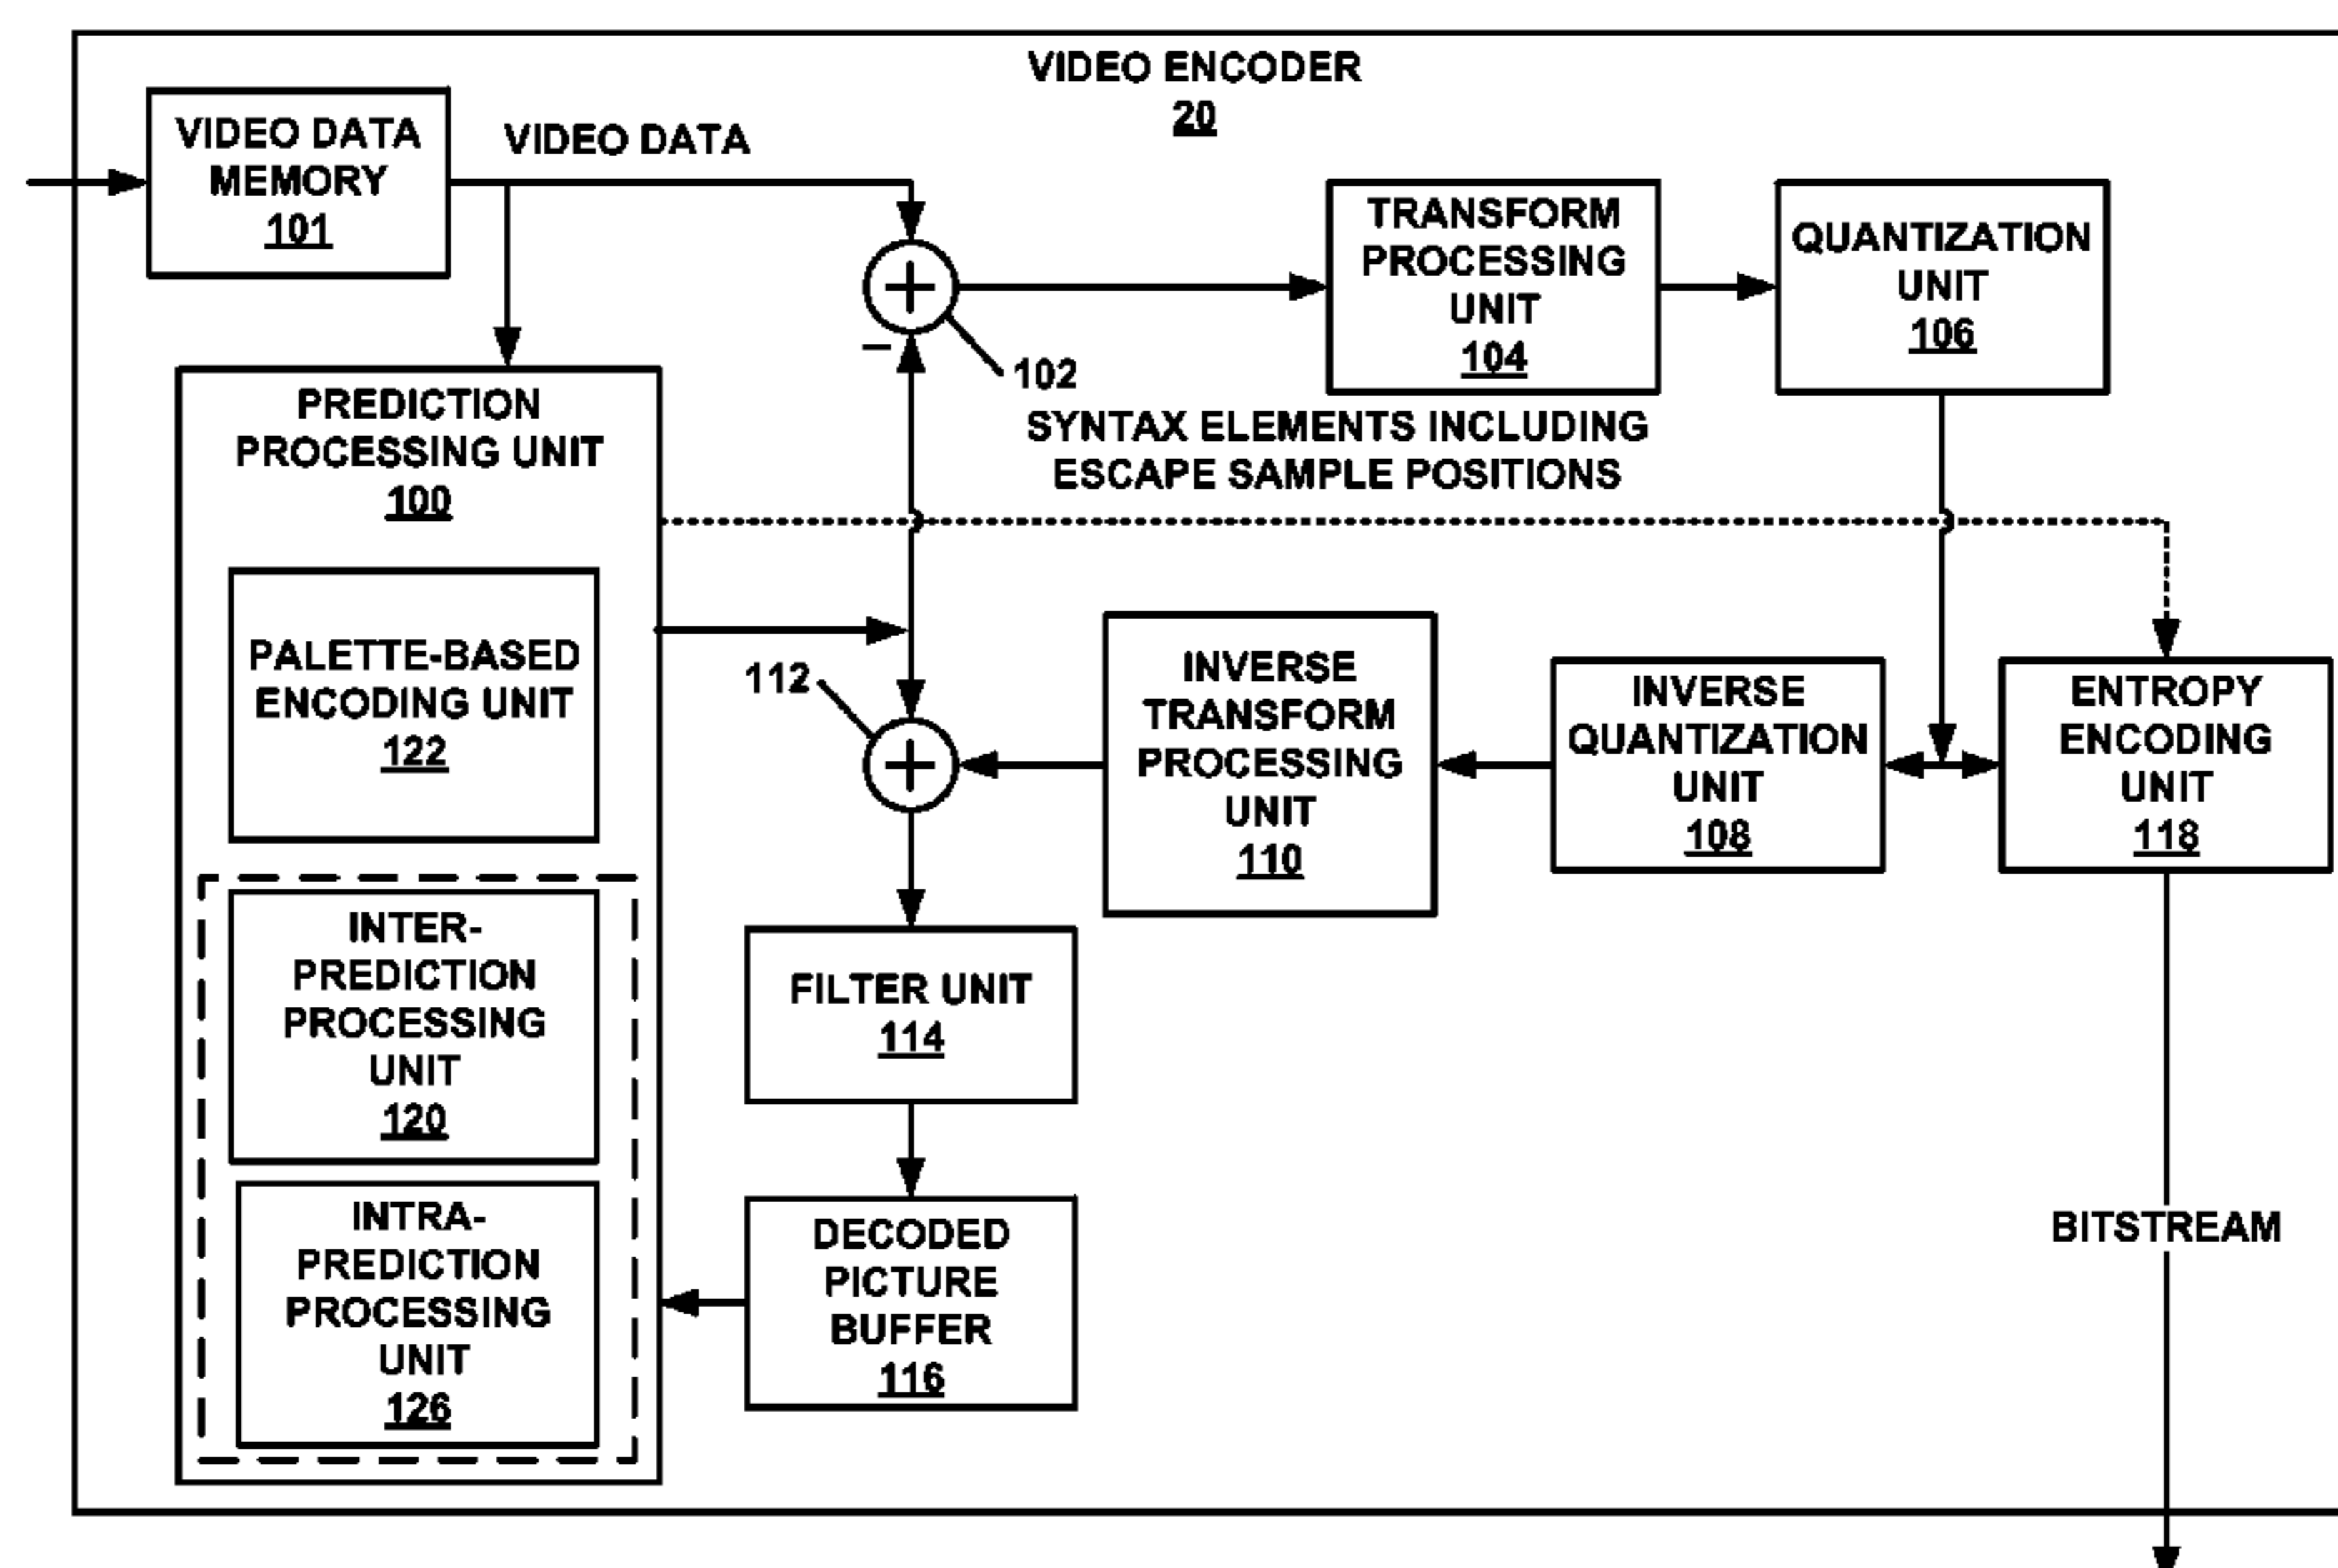 VIDEO ENCODER
20
VIDEO DATA
MEMORY
101
VIDEO DATA
TRANSFORM
PROCESSING
UNIT
104
QUANTIZATION
UNIT
106
+
−
102
PREDICTION
PROCESSING UNIT
100
SYNTAX ELEMENTS INCLUDING
ESCAPE SAMPLE POSITIONS
PALETTE-BASED
ENCODING UNIT
122
112
+
INVERSE
TRANSFORM
PROCESSING
UNIT
110
INVERSE
QUANTIZATION
UNIT
108
ENTROPY
ENCODING
UNIT
118
INTER-
PREDICTION
PROCESSING
UNIT
120
FILTER UNIT
114
INTRA-
PREDICTION
PROCESSING
UNIT
126
DECODED
PICTURE
BUFFER
116
BITSTREAM